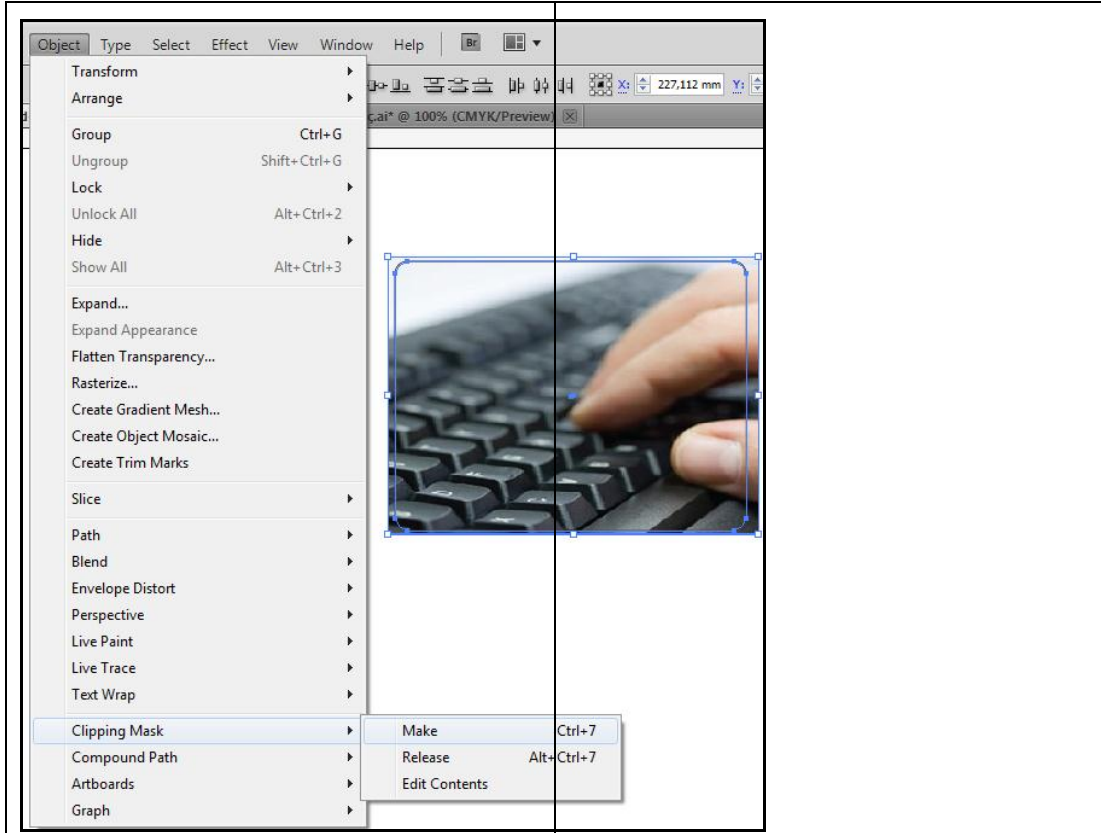 Object Type Select Effect View Window Help Br
X: 227,112 mm Y:
ç.ai* @ 100% (CMYK/Preview)
Transform
Arrange
Group Ctrl+G
Ungroup Shift+Ctrl+G
Lock
Unlock All Alt+Ctrl+2
Hide
Show All Alt+Ctrl+3
Expand...
Expand Appearance
Flatten Transparency...
Rasterize...
Create Gradient Mesh...
Create Object Mosaic...
Create Trim Marks
Slice
Path
Blend
Envelope Distort
Perspective
Live Paint
Live Trace
Text Wrap
Clipping Mask
Make Ctrl+7
Compound Path
Release Alt+Ctrl+7
Artboards
Edit Contents
Graph